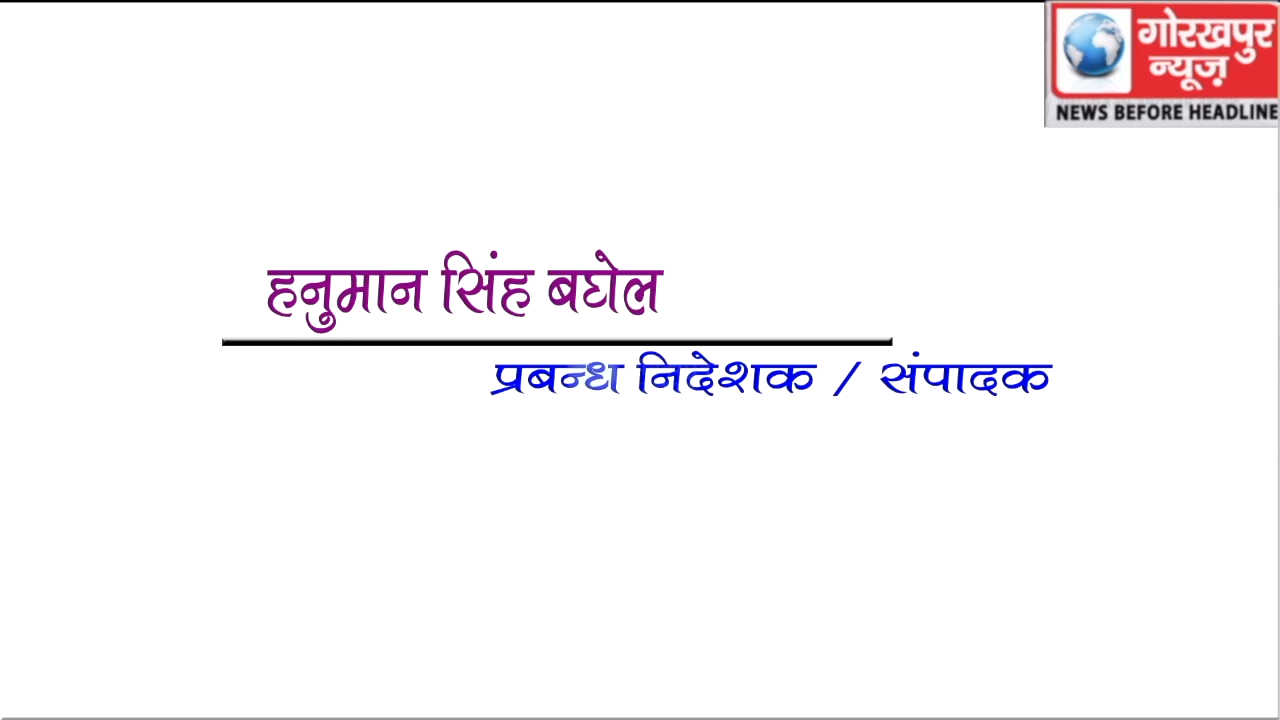 गोरखपुर
न्यूज़
NEWS BEFORE HEADLINE
हनुमान सिंह बघेल
प्रबन्ध निदेशक / संपादक